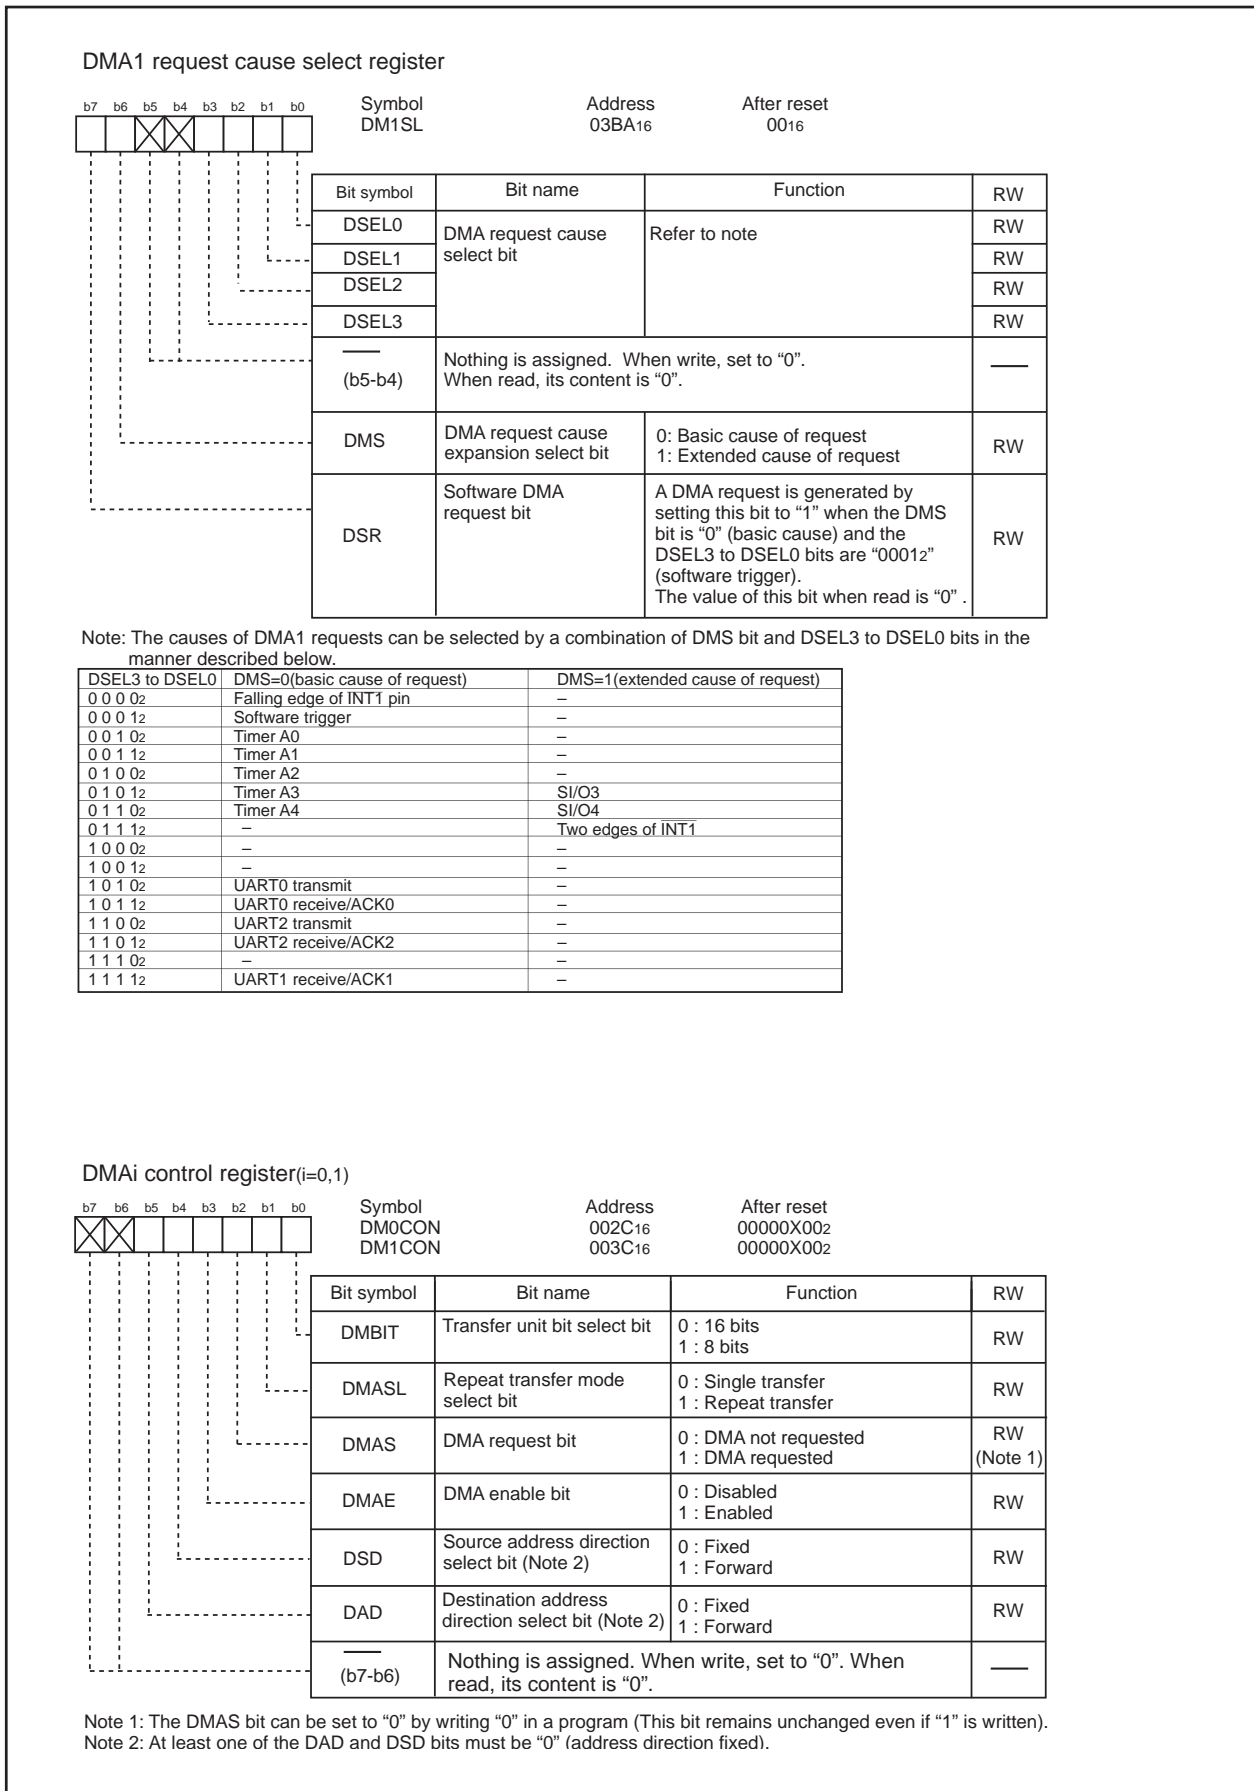 DMA1 request cause select register
b7 b6 b5 b4 b3 b2 b1 b0
Symbol Address After reset
DM1SL 03BA16 0016
Bit symbol Bit name Function RW
DSEL0 DMA request cause select bit Refer to note RW
DSEL1 RW
DSEL2 RW
DSEL3 RW
(b5-b4) Nothing is assigned. When write, set to “0”.
When read, its content is “0”.
DMS DMA request cause expansion select bit 0: Basic cause of request RW
1: Extended cause of request
DSR Software DMA request bit A DMA request is generated by RW
setting this bit to “1” when the DMS
bit is “0” (basic cause) and the
DSEL3 to DSEL0 bits are “00012”
(software trigger).
The value of this bit when read is “0” .
Note: The causes of DMA1 requests can be selected by a combination of DMS bit and DSEL3 to DSEL0 bits in the
manner described below.
DSEL3 to DSEL0 DMS=0(basic cause of request) DMS=1(extended cause of request)
0 0 0 02 Falling edge of INT1 pin –
0 0 0 12 Software trigger –
0 0 1 02 Timer A0 –
0 0 1 12 Timer A1 –
0 1 0 02 Timer A2 –
0 1 0 12 Timer A3 SI/O3
0 1 1 02 Timer A4 SI/O4
0 1 1 12 – Two edges of INT1
1 0 0 02 – –
1 0 0 12 – –
1 0 1 02 UART0 transmit –
1 0 1 12 UART0 receive/ACK0 –
1 1 0 02 UART2 transmit –
1 1 0 12 UART2 receive/ACK2 –
1 1 1 02 – –
1 1 1 12 UART1 receive/ACK1 –
DMAi control register(i=0,1)
b7 b6 b5 b4 b3 b2 b1 b0
Symbol Address After reset
DM0CON 002C16 00000X002
DM1CON 003C16 00000X002
Bit symbol Bit name Function RW
DMBIT Transfer unit bit select bit 0 : 16 bits RW
1 : 8 bits
DMASL Repeat transfer mode select bit 0 : Single transfer RW
1 : Repeat transfer
DMAS DMA request bit 0 : DMA not requested RW
1 : DMA requested (Note 1)
DMAE DMA enable bit 0 : Disabled RW
1 : Enabled
DSD Source address direction select bit (Note 2) 0 : Fixed RW
1 : Forward
DAD Destination address direction select bit (Note 2) 0 : Fixed RW
1 : Forward
(b7-b6) Nothing is assigned. When write, set to “0”. When
read, its content is “0”.
Note 1: The DMAS bit can be set to “0” by writing “0” in a program (This bit remains unchanged even if “1” is written).
Note 2: At least one of the DAD and DSD bits must be “0” (address direction fixed).